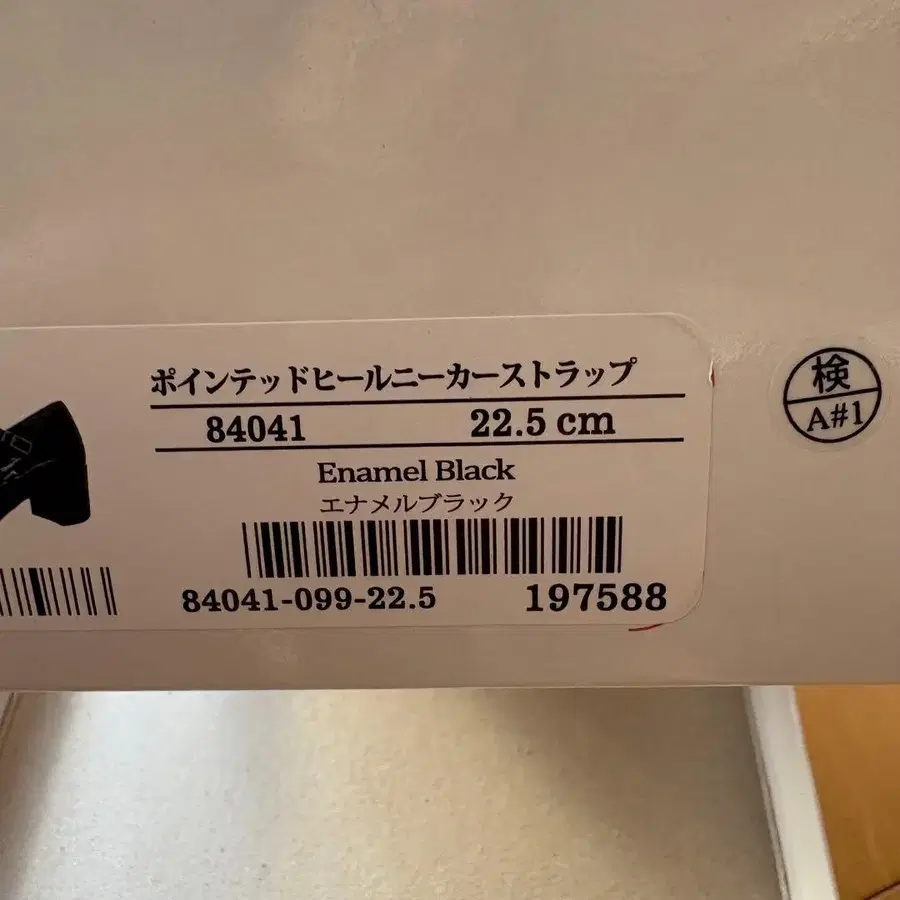 ポインテッドヒールニーカーストラップ
84041 22.5 cm
Enamel Black
エナメルブラック
84041-099-22.5 197588
検
A#1